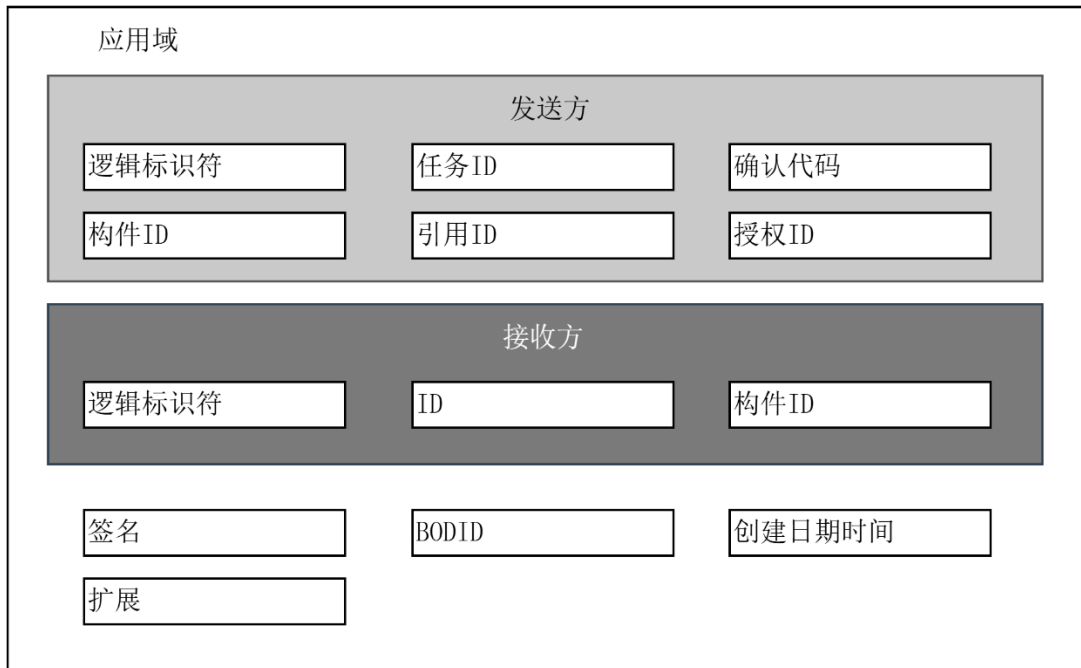 应用域
发送方
逻辑标识符 任务ID 确认代码
构件ID 引用ID 授权ID
接收方
逻辑标识符 ID 构件ID
签名 BODID 创建日期时间
扩展